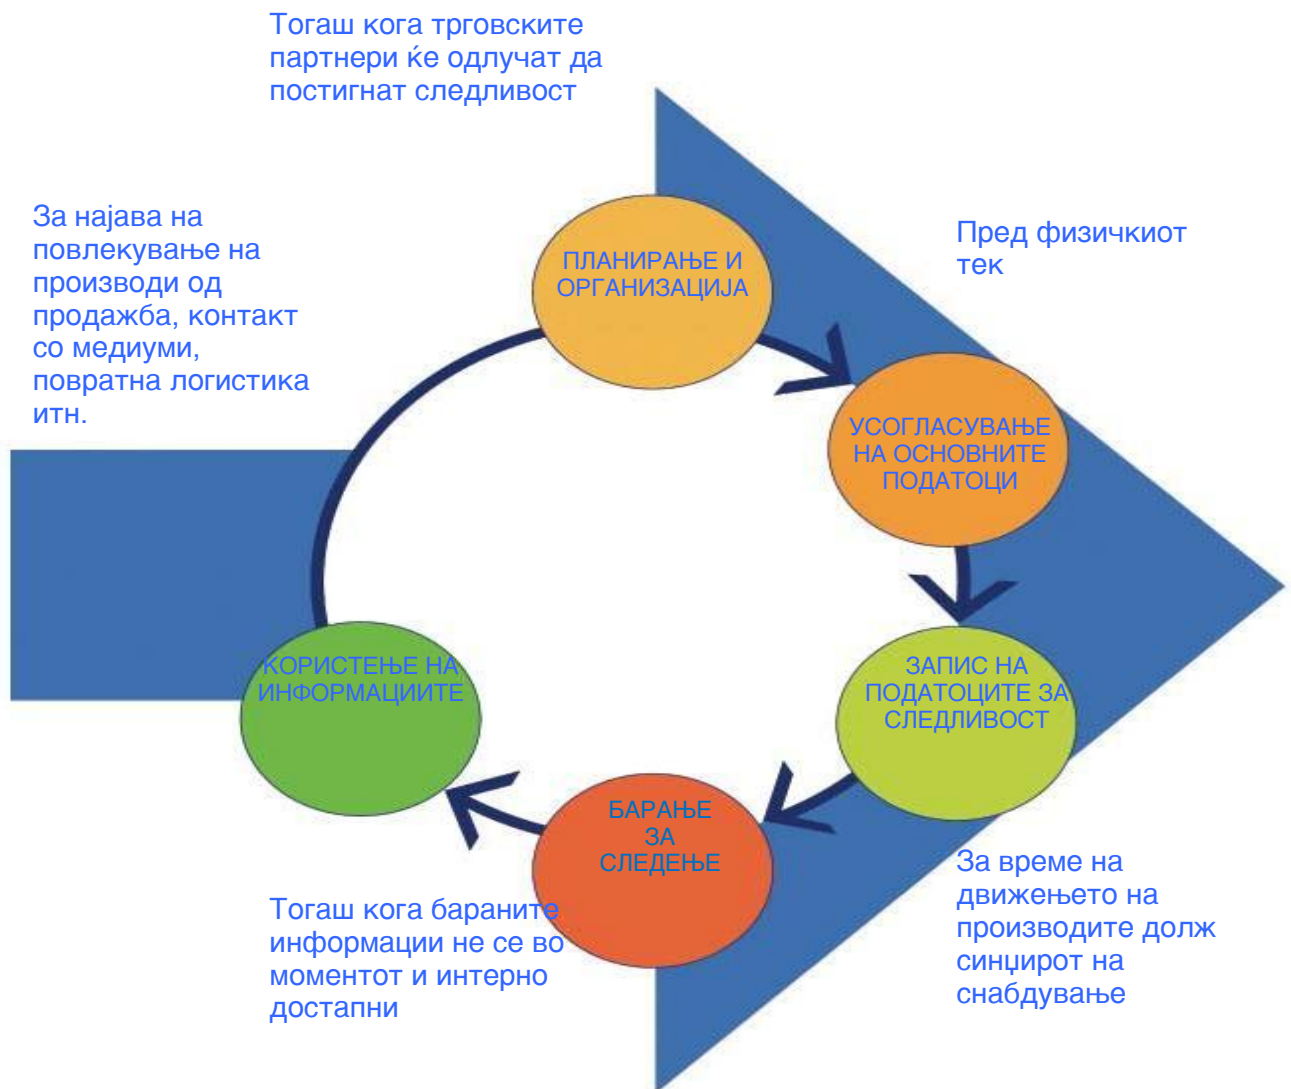 Тогаш кога трговските
партнери ќе одлучат да
постигнат следливост
За најава на
повлекување на
производи од
продажба, контакт
со медиуми,
повратна логистика
итн.
ПЛАНИРАЊЕ И
ОРГАНИЗАЦИЈА
Пред физичкиот
тек
УСОГЛАСУВАЊЕ
НА ОСНОВНИТЕ
ПОДАТОЦИ
КОРИСТЕЊЕ НА
ИНФОРМАЦИИТЕ
ЗАПИС НА
ПОДАТОЦИТЕ ЗА
СЛЕДЛИВОСТ
БАРАЊЕ
ЗА
СЛЕДЕЊЕ
Тогаш кога бараните
информации не се во
моментот и интерно
достапни
За време на
движењето на
производите долж
синџирот на
снабдување